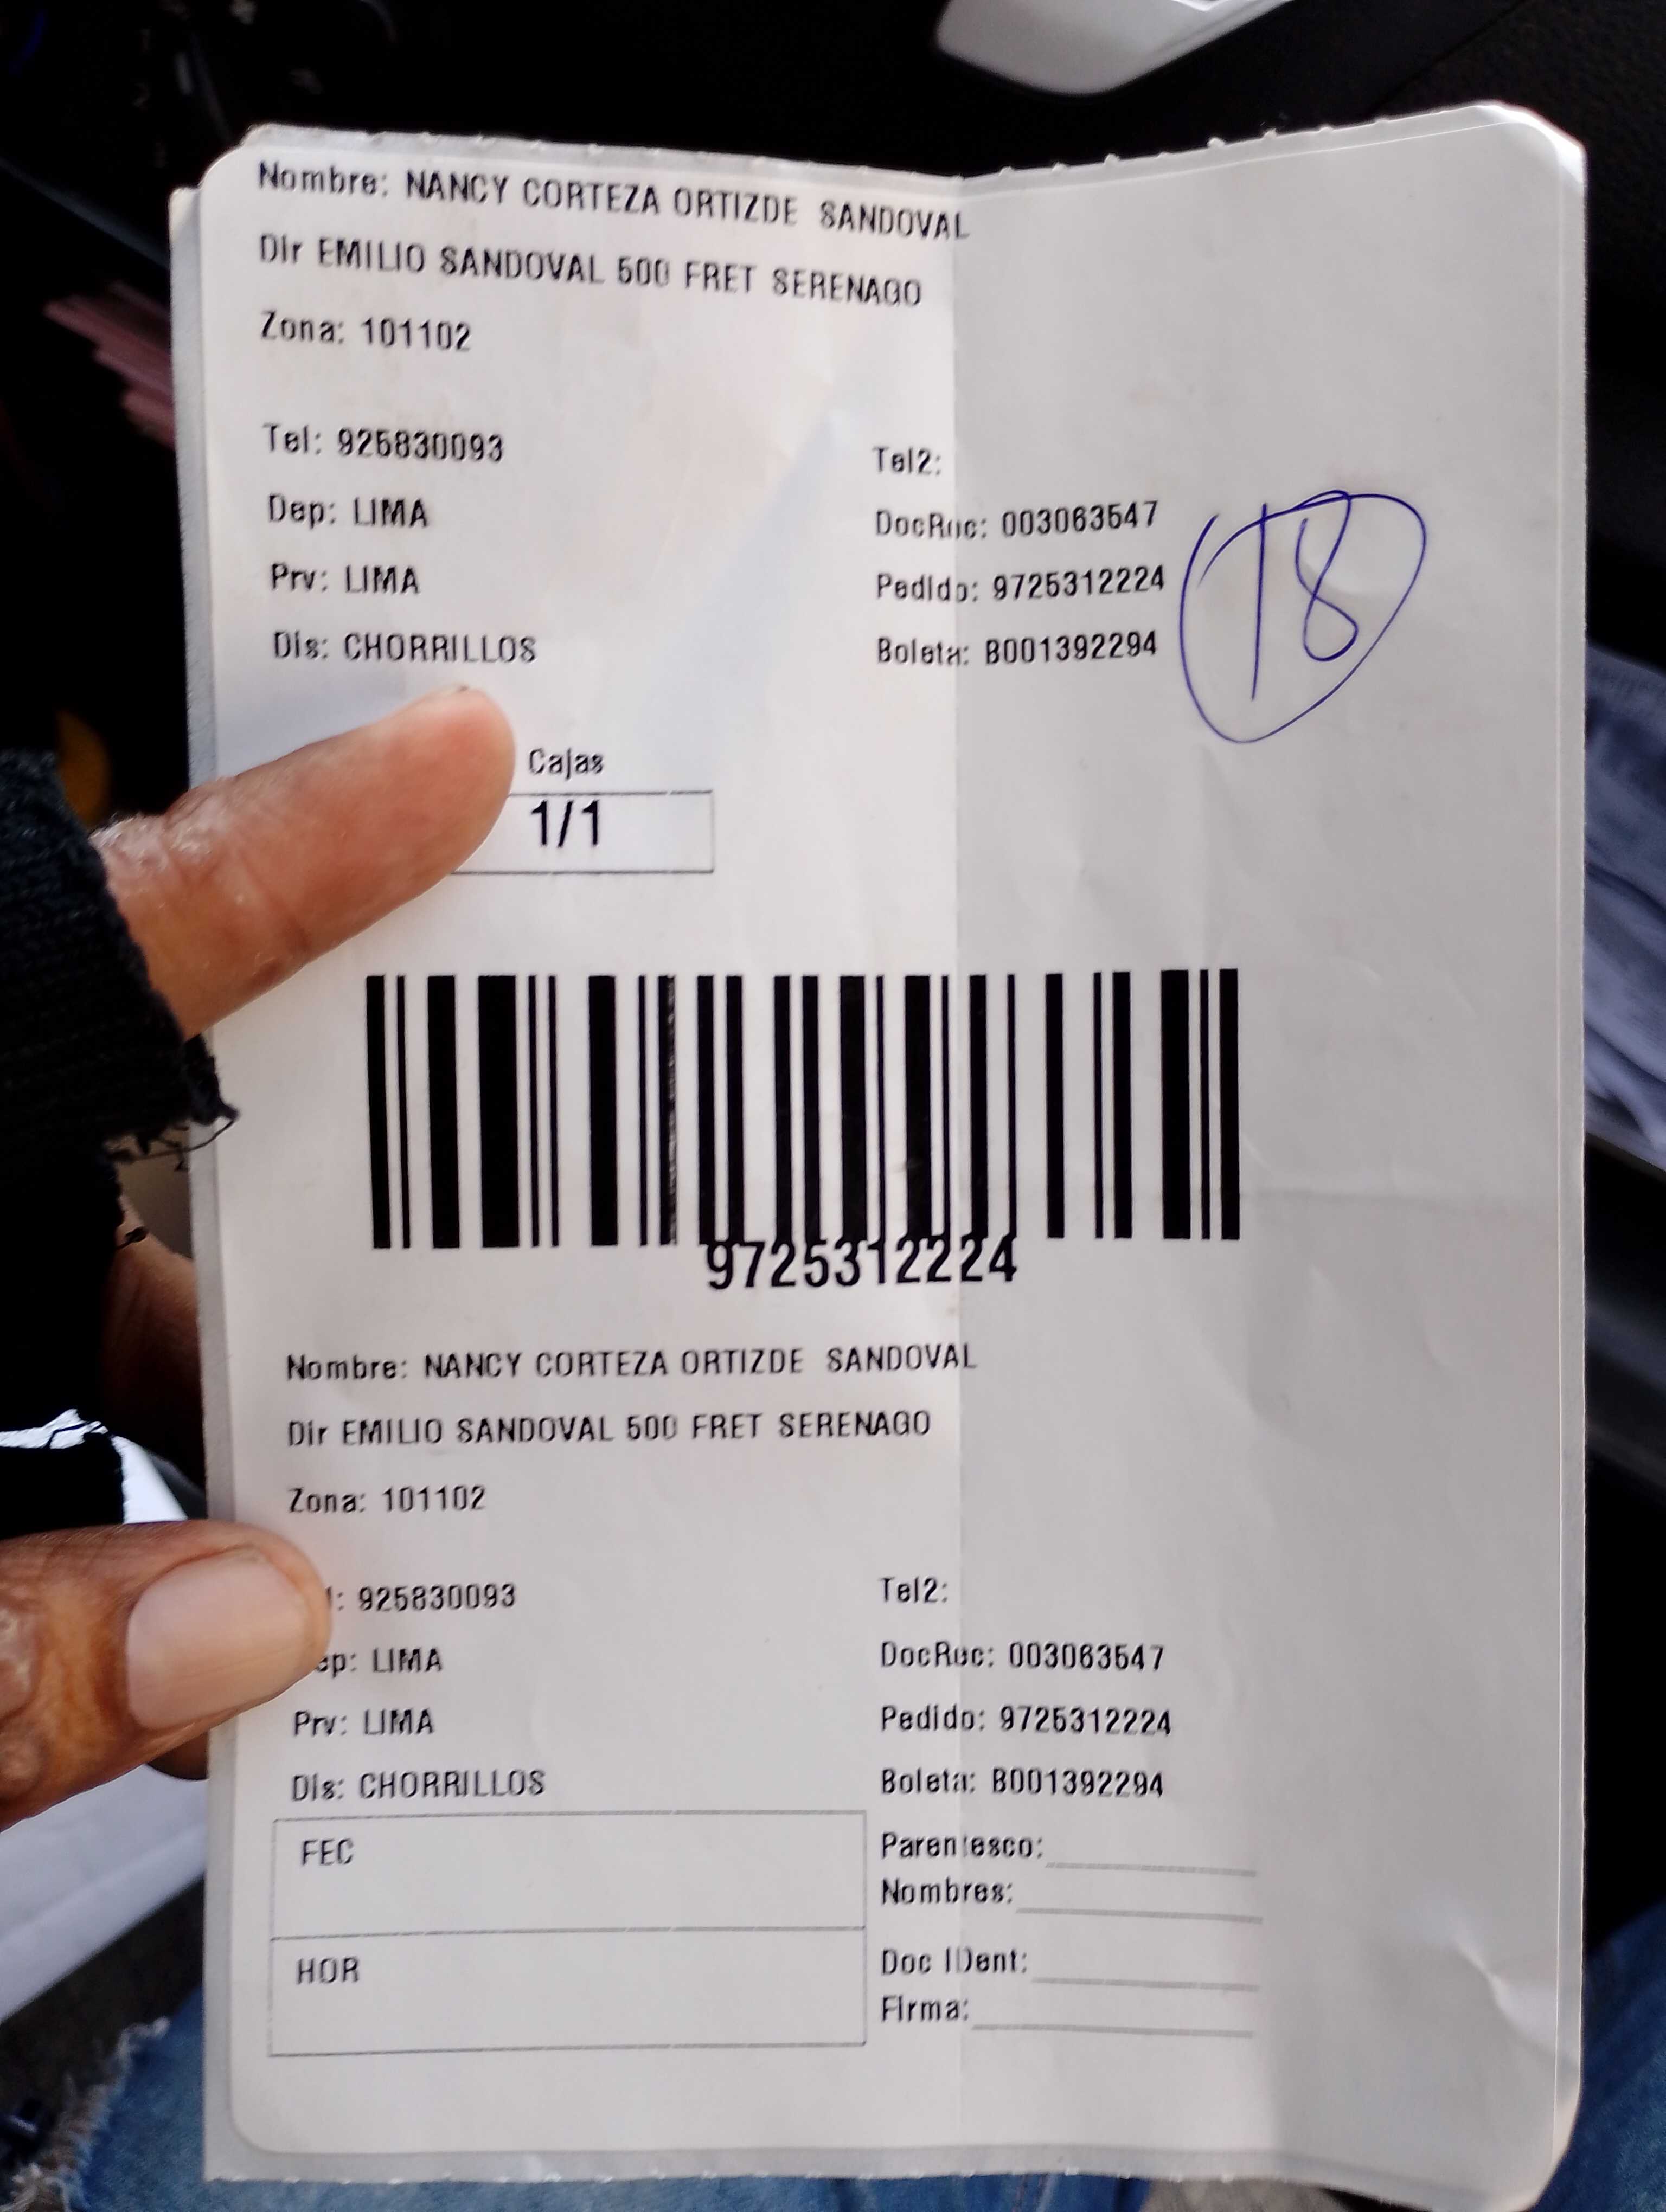 Nombre: NANCY CORTEZA ORTIZDE SANDOVAL
Dir EMILIO SANDOVAL 500 FRET SERENAGO
Zona: 101102
Tel: 925830093
Tel2:
Dep: LIMA
DocRuc: 003063547
Prv: LIMA
Pedido: 9725312224
Dis: CHORRILLOS
Boleta: B001392294
18
Cajas
1/1
9725312224
Nombre: NANCY CORTEZA ORTIZDE SANDOVAL
Dir EMILIO SANDOVAL 500 FRET SERENAGO
Zona: 101102
925830093
Tel2:
LIMA
DocRuc: 003063547
Prv: LIMA
Pedido: 9725312224
Dis: CHORRILLOS
Boleta: B001392294
FEC
Parentesco:
Nombres:
HOR
Doc IDent:
Firma: